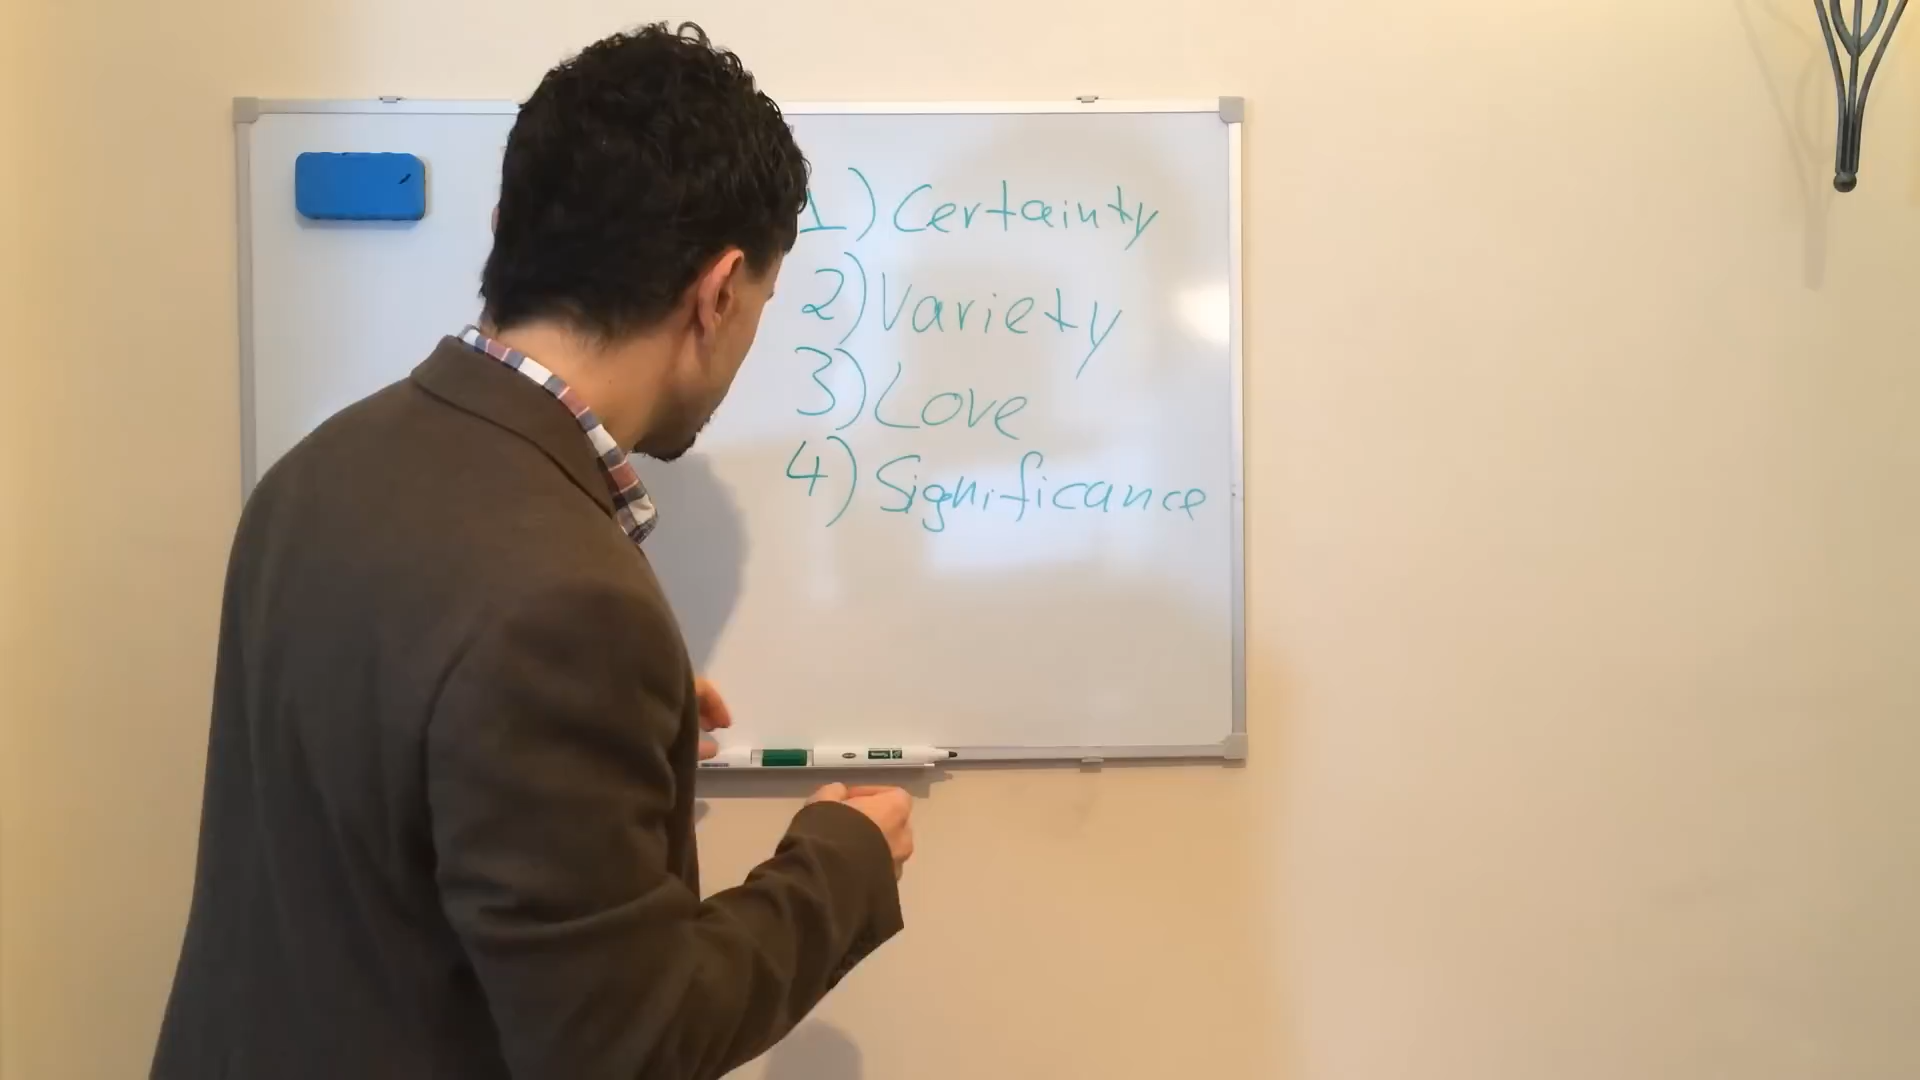 1) Certainty
2) Variety
3) Love
4) Significance